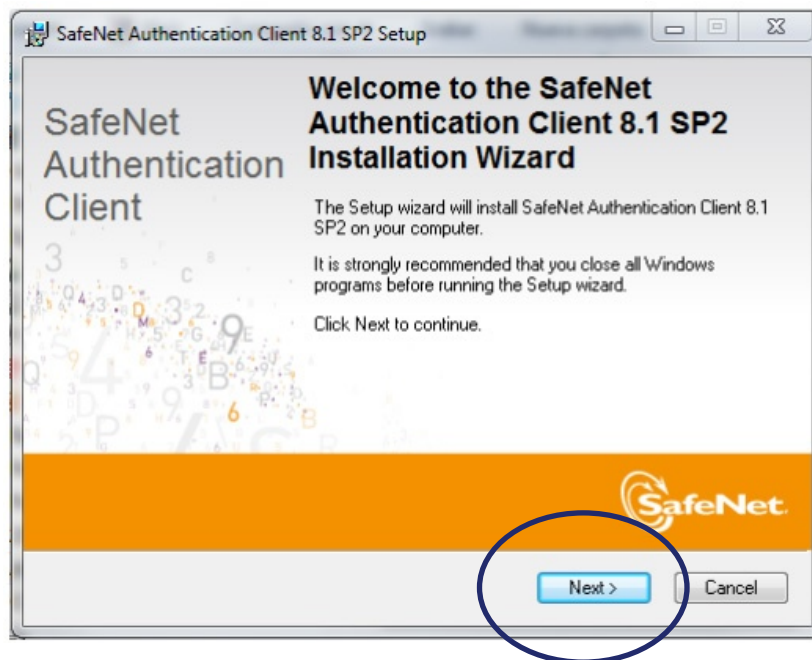 SafeNet Authentication Client 8.1 SP2 Setup
SafeNet
Authentication
Client
Welcome to the SafeNet
Authentication Client 8.1 SP2
Installation Wizard
The Setup wizard will install SafeNet Authentication Client 8.1
SP2 on your computer.
It is strongly recommended that you close all Windows
programs before running the Setup wizard.
Click Next to continue.
SafeNet.
Next >
Cancel